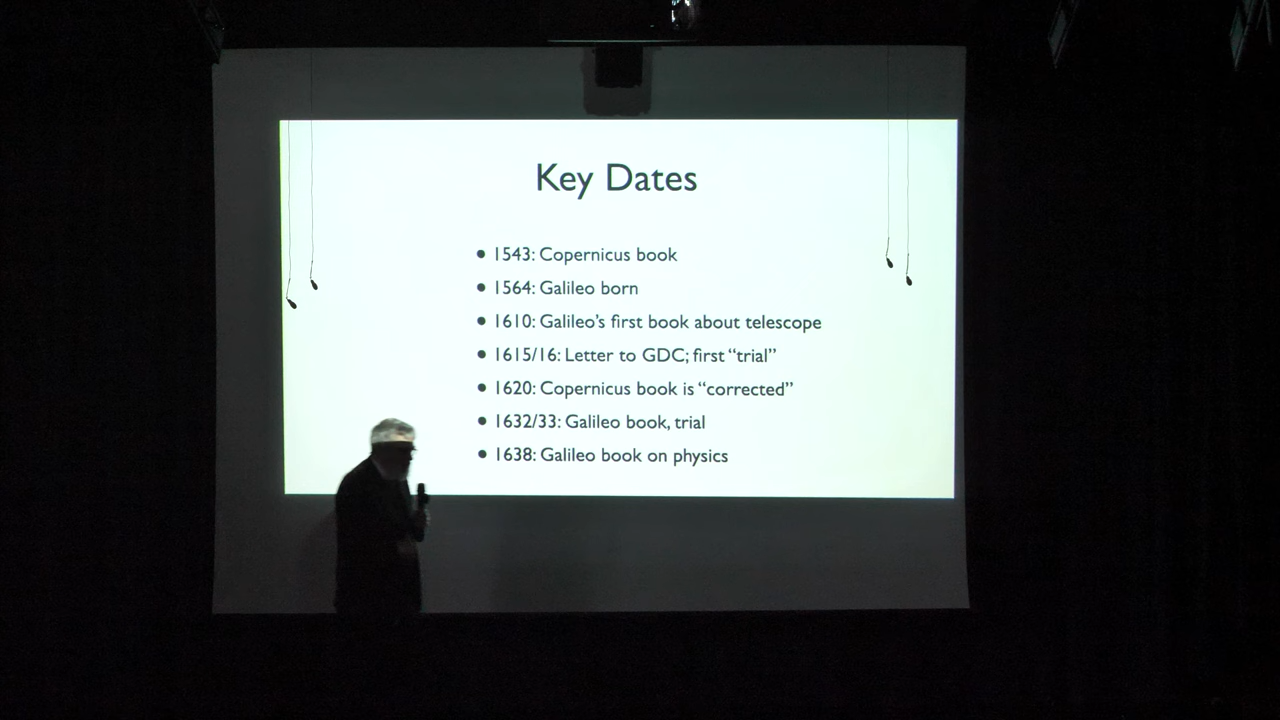 Key Dates
• 1543: Copernicus book
• 1564: Galileo born
• 1610: Galileo's first book about telescope
• 1615/16: Letter to GDC; first “trial”
• 1620: Copernicus book is “corrected”
• 1632/33: Galileo book, trial
• 1638: Galileo book on physics